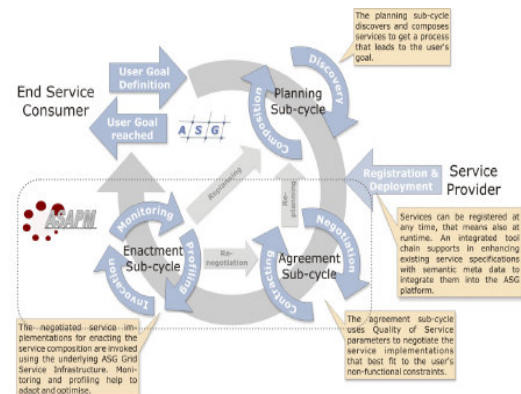 The planning sub-cycle
discovers and composes
services to get a process that
leads to the user's
goal.
User Goal
Definition
End Service
Consumer
User Goal
reached
A S G
Discovery
Planning
Sub-cycle
Composition
Registration &
Deployment
Service
Provider
Services can be registered at
any time, that means also at
runtime. An integrated tool
chain supports in enhancing
existing service specifications
with semantic meta data to
integrate them into the ASG
platform.
ASAPM
Replanning
Re-
planning
Monitoring
Enactment
Sub-cycle
Profiling
Invocation
Re-
negotiation
Negotiation
Agreement
Sub-cycle
Contracting
The negotiated service im-
plementations for enacting the
service composition are invoked
using the underlying ASG Grid
Service Infrastructure. Moni-
toring and profiling help to
adapt and optimise.
The agreement sub-cycle
uses Quality of Service
parameters to negotiate the
service implementations
that best fit to the user's
non-functional constraints.